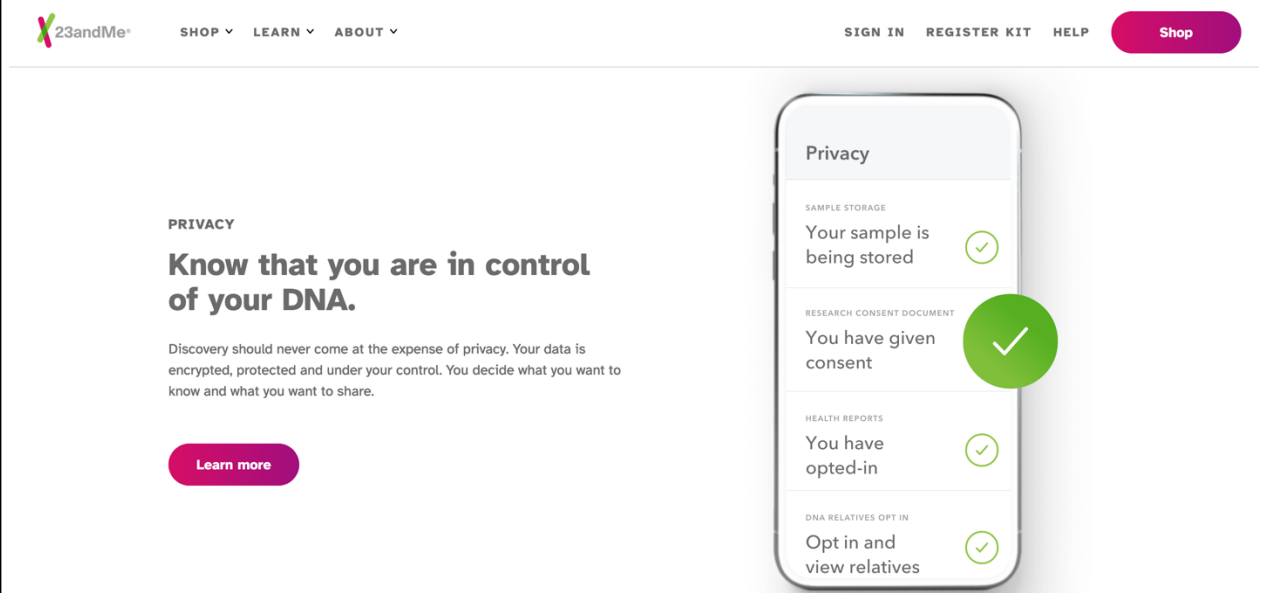 23andMe®
SHOP
LEARN
ABOUT
SIGN IN
REGISTER KIT
HELP
Shop
PRIVACY
Know that you are in control
of your DNA.
Discovery should never come at the expense of privacy. Your data is
encrypted, protected and under your control. You decide what you want to
know and what you want to share.
Learn more
Privacy
SAMPLE STORAGE
Your sample is
being stored
RESEARCH CONSENT DOCUMENT
You have given
consent
HEALTH REPORTS
You have
opted-in
DNA RELATIVES OPT IN
Opt in and
view relatives